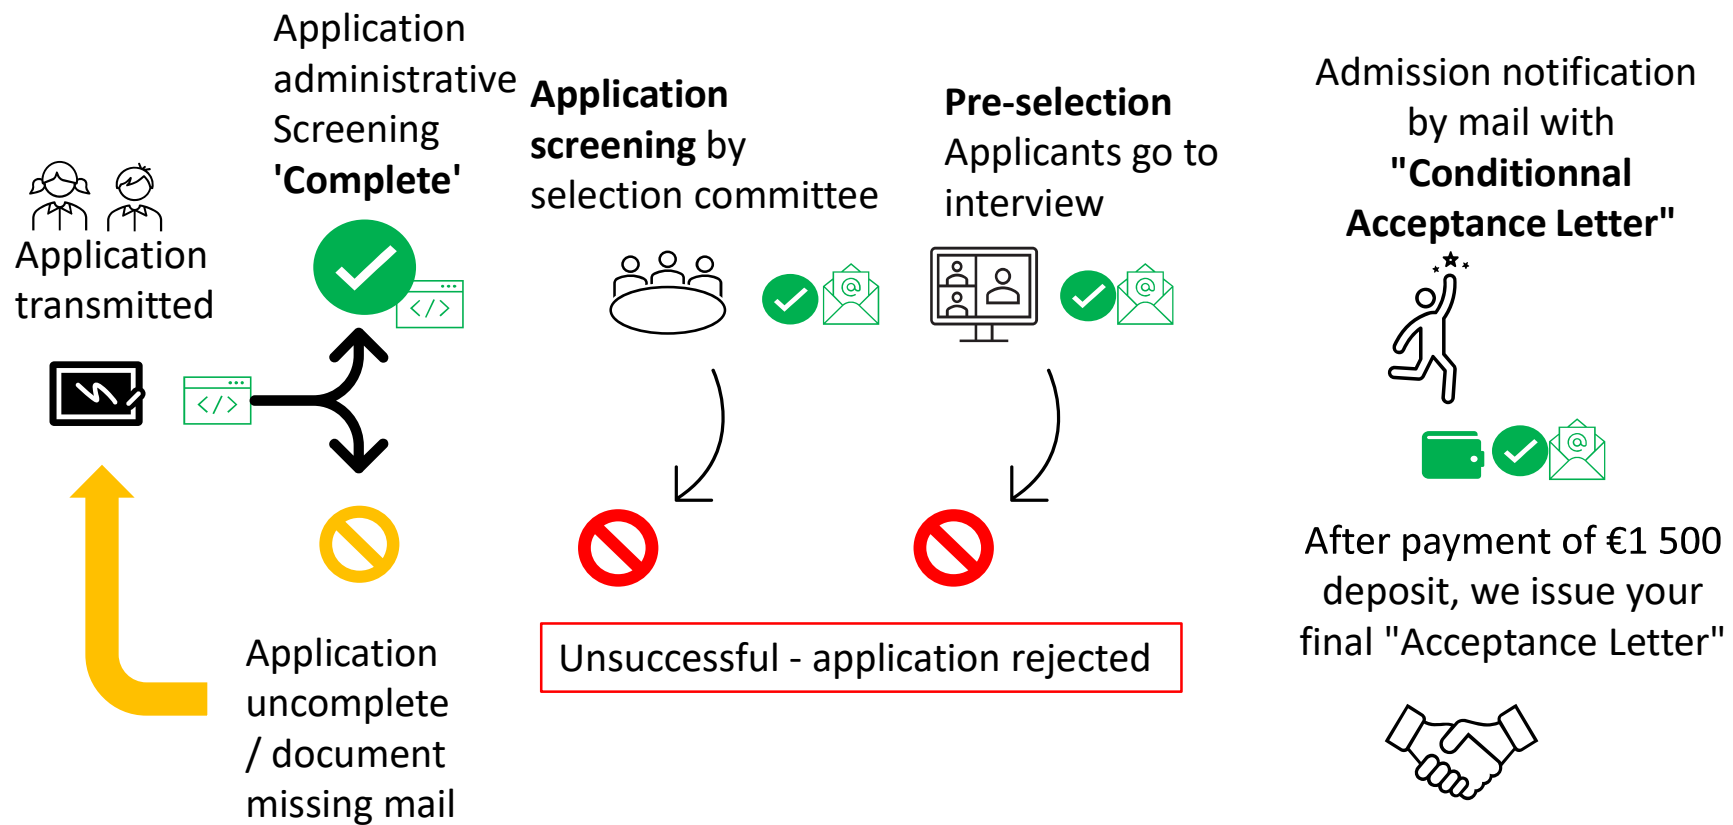 Application
transmitted
Application
administrative
Screening
'Complete'
Application
uncomplete
/ document
missing mail
Application
screening by
selection committee
Pre-selection
Applicants go to
interview
Unsuccessful - application rejected
Admission notification
by mail with
"Conditionnal
Acceptance Letter"
After payment of €1 500
deposit, we issue your
final "Acceptance Letter"